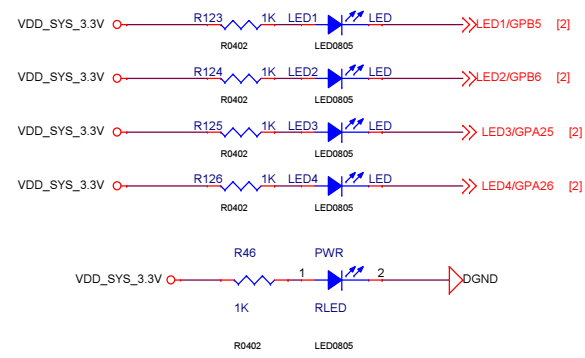 VDD_SYS_3.3V R123 1K LED1 LED LED1/GPB5 [2]
R0402 LED0805
VDD_SYS_3.3V R124 1K LED2 LED LED2/GPB6 [2]
R0402 LED0805
VDD_SYS_3.3V R125 1K LED3 LED LED3/GPA25 [2]
R0402 LED0805
VDD_SYS_3.3V R126 1K LED4 LED LED4/GPA26 [2]
R0402 LED0805
R46 PWR
VDD_SYS_3.3V 1 2 DGND
1K RLED
R0402 LED0805